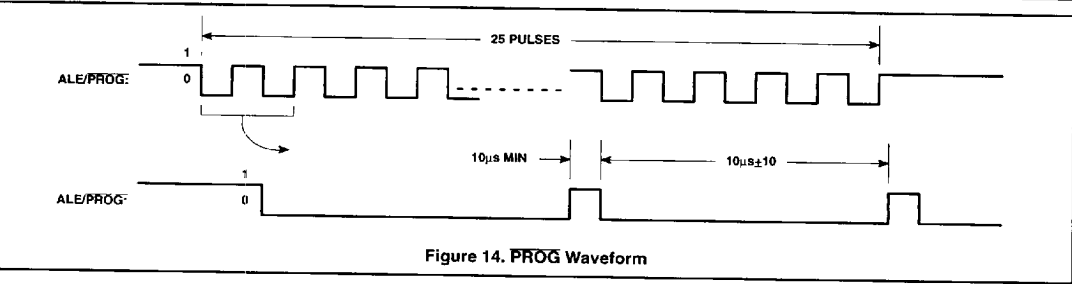 25 PULSES
1
ALE/PROG:
0
10µs MIN
10µs±10
1
ALE/PROG:
0
Figure 14. PROG Waveform